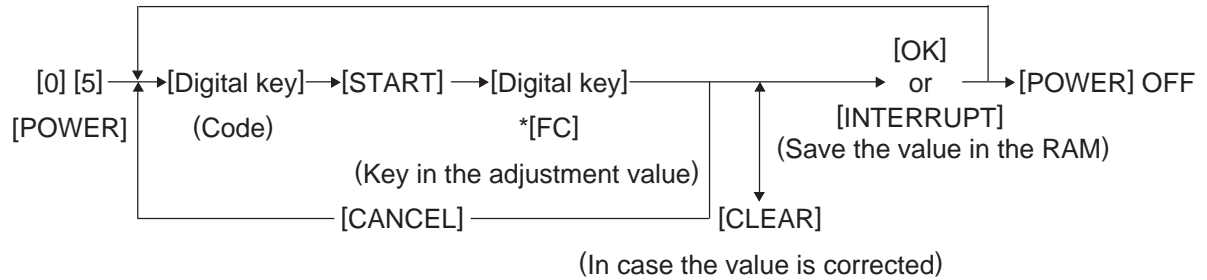 [OK]
[0] [5] [Digital key] [START] [Digital key] or [POWER] OFF
[POWER] (Code) *[FC] [INTERRUPT]
(Key in the adjustment value) (Save the value in the RAM)
[CANCEL] [CLEAR]
(In case the value is corrected)